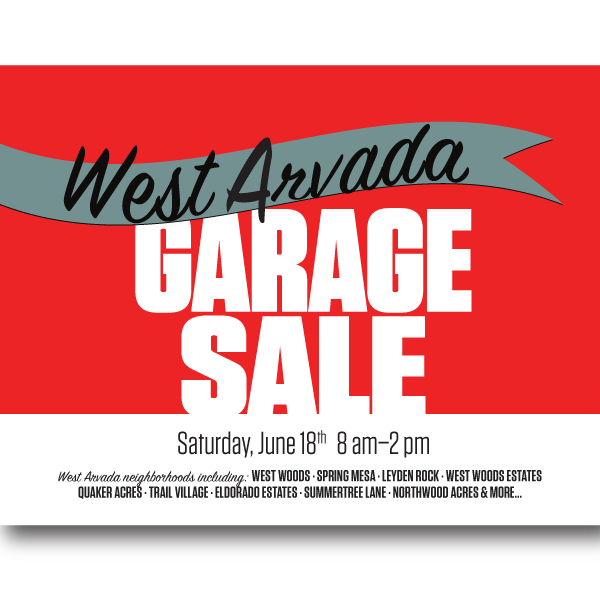 West Arvada
GARAGE
SALE
Saturday, June 18th 8 am–2 pm
West Arvada neighborhoods including: WEST WOODS · SPRING MESA · LEYDEN ROCK · WEST WOODS ESTATES
QUAKER ACRES · TRAIL VILLAGE · ELDORADO ESTATES · SUMMERTREE LANE · NORTHWOOD ACRES & MORE...